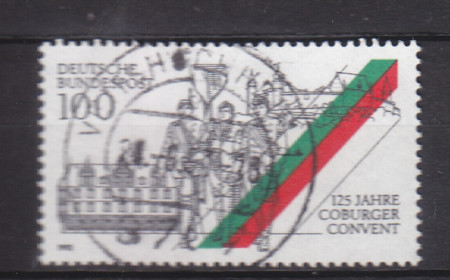 DEUTSCHE
BUNDESPOST
100
125 JAHRE
COBURGER
CONVENT